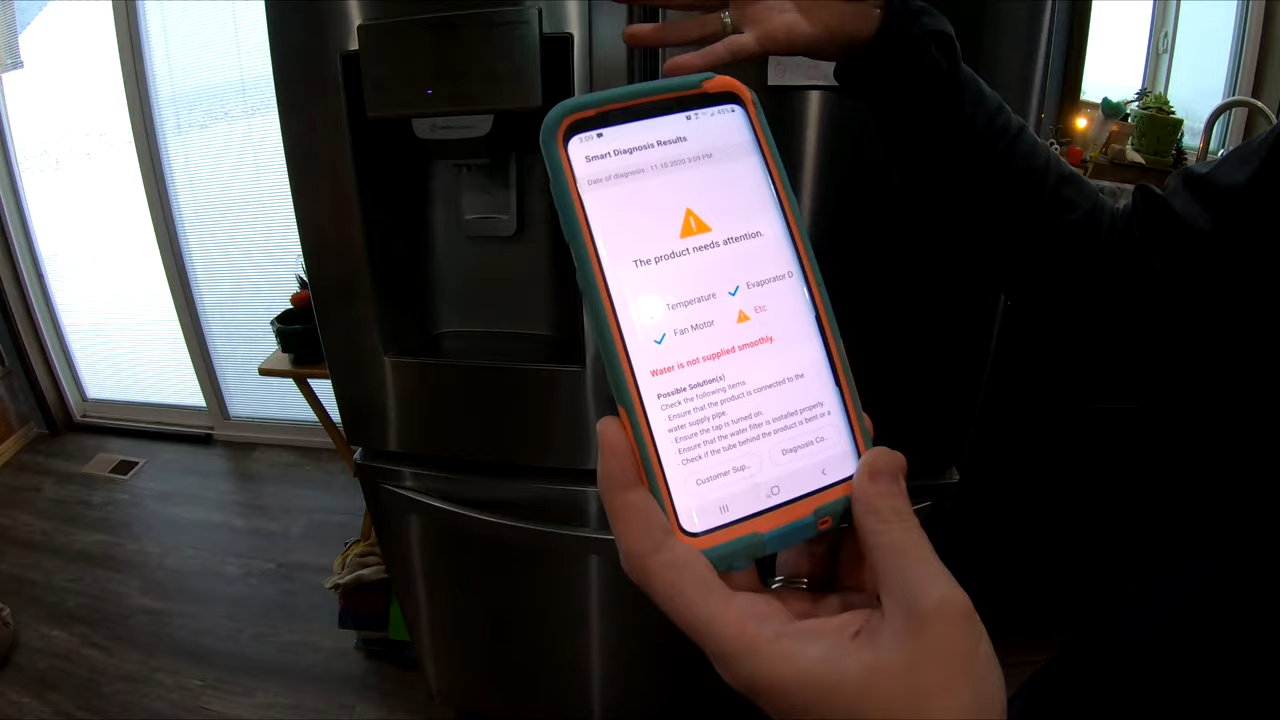 3:09
45%
Smart Diagnosis Results
Date of diagnosis : 11.10.2020 3:09 PM
The product needs attention.
Temperature
Evaporator D
Fan Motor
Etc
Water is not supplied smoothly.
Possible Solution(s)
Check the following items
- Ensure that the product is connected to the
water supply pipe.
- Ensure the tap is turned on.
- Ensure that the water filter is installed properly
- Check if the tube behind the product is bent or a
Customer Sup...
Diagnosis Co...